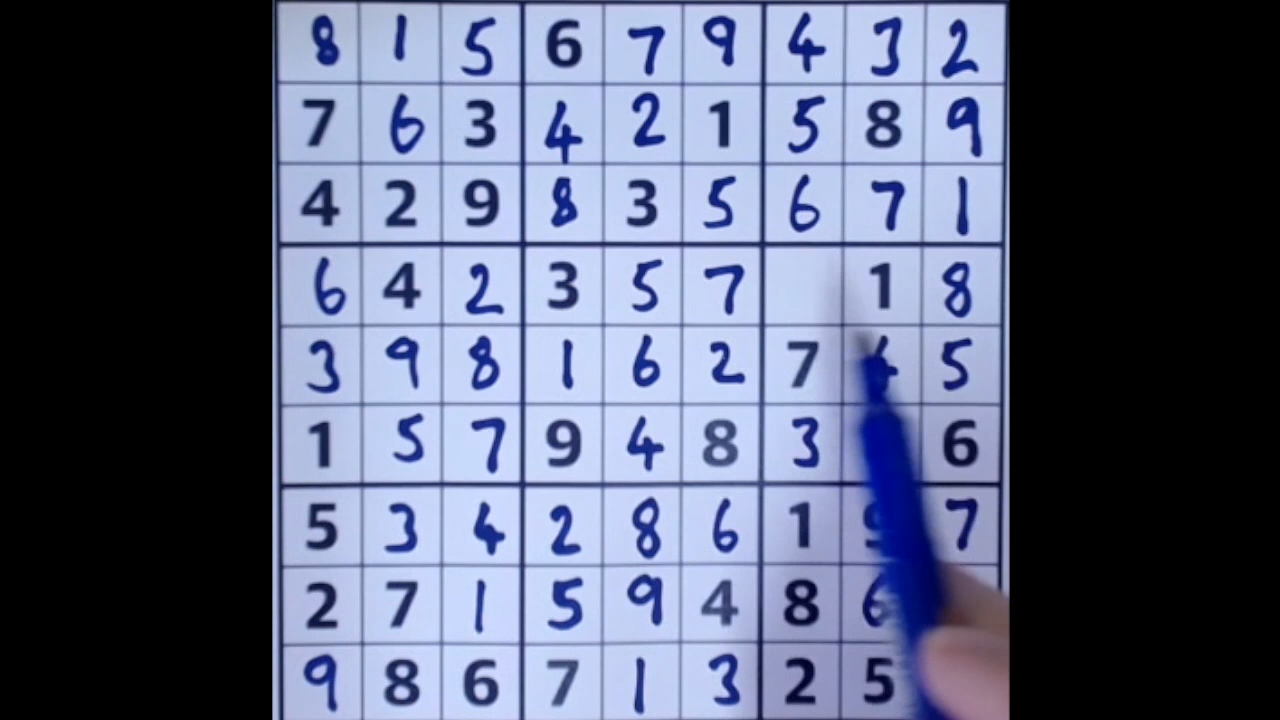 8 1 5 6 7 9 4 3 2
7 6 3 4 2 1 5 8 9
4 2 9 8 3 5 6 7 1
6 4 2 3 5 7 1 8
3 9 8 1 6 2 7 4 5
1 5 7 9 4 8 3 6
5 3 4 2 8 6 1 9 7
2 7 1 5 9 4 8 6
9 8 6 7 1 3 2 5